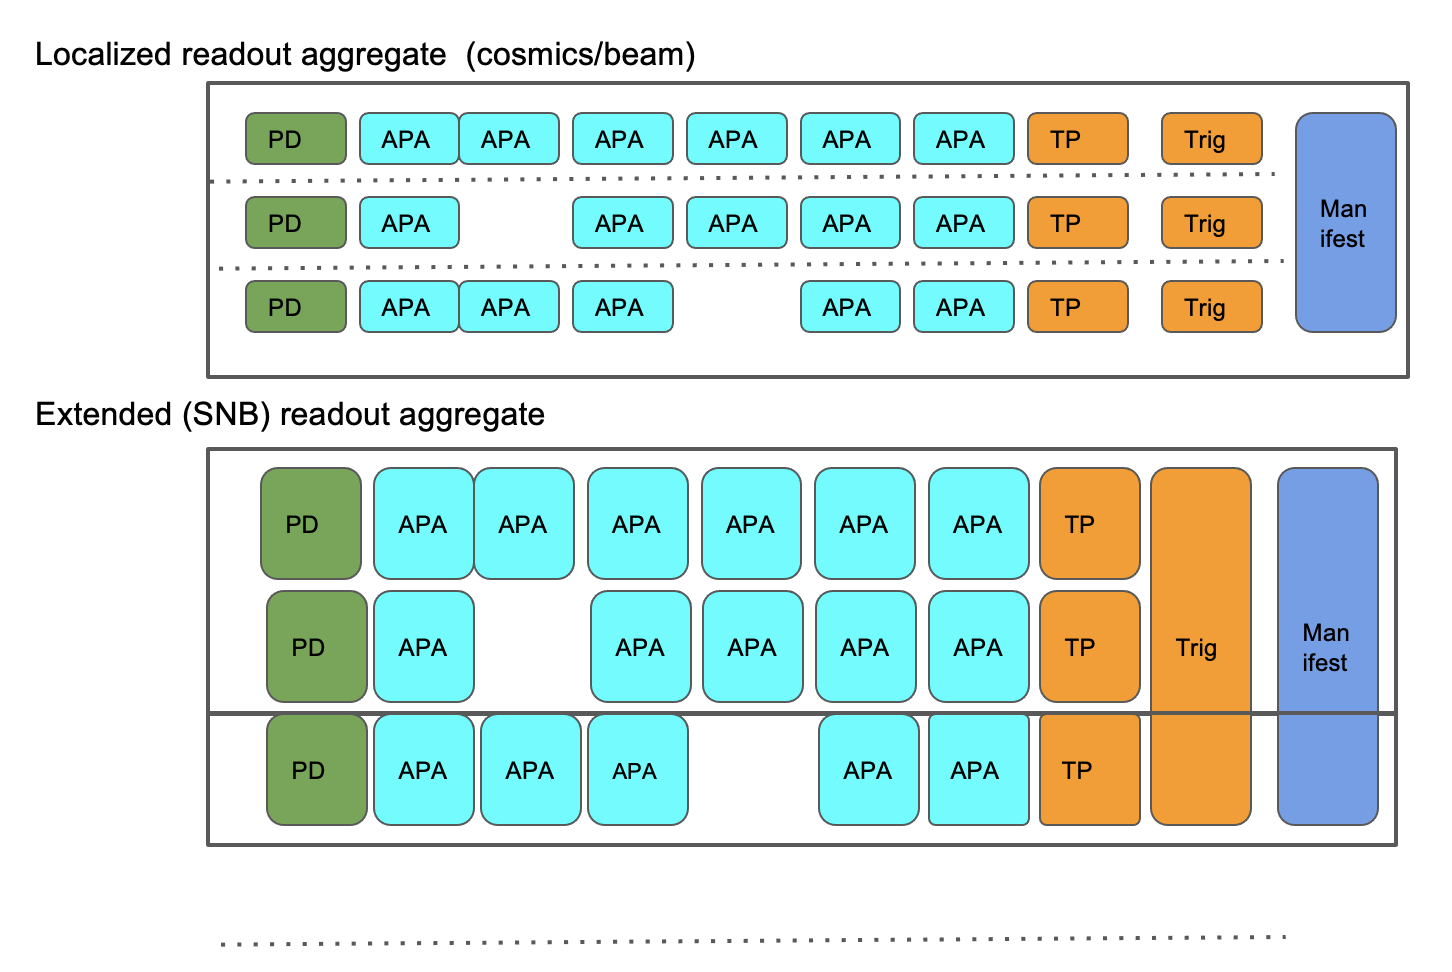 Localized readout aggregate  (cosmics/beam)
PD APA APA APA APA APA APA TP Trig
PD APA APA APA APA APA TP Trig
Man
ifest
PD APA APA APA APA APA TP Trig
Extended (SNB) readout aggregate
PD APA APA APA APA APA APA TP
PD APA APA APA APA APA TP Trig
Man
ifest
PD APA APA APA APA APA TP